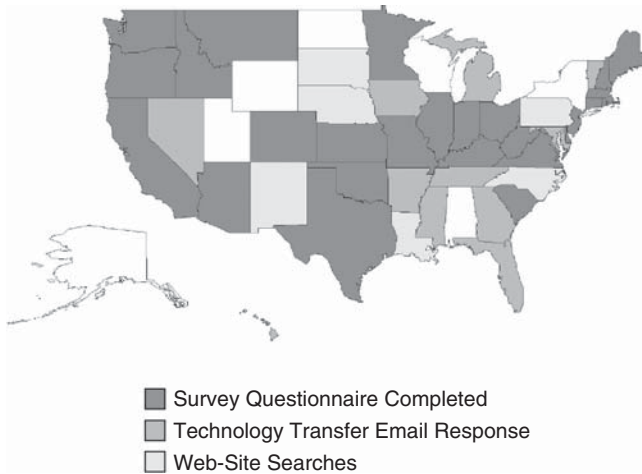 Survey Questionnaire Completed
Technology Transfer Email Response
Web-Site Searches